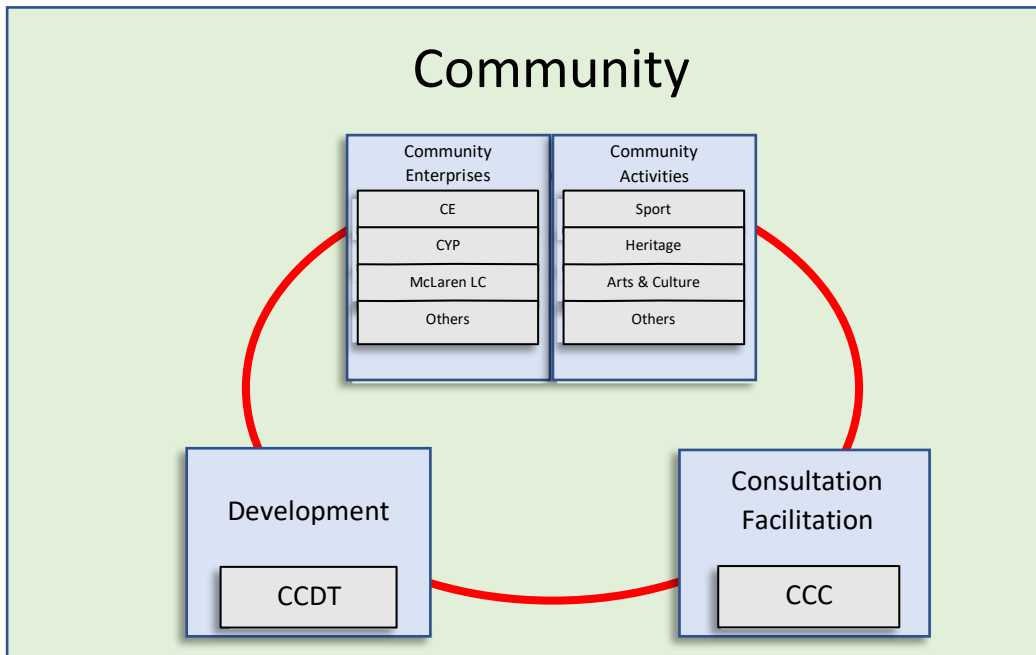 Community
Community
Enterprises
CE
CYP
McLaren LC
Others
Community
Activities
Sport
Heritage
Arts & Culture
Others
Development
CCDT
Consultation
Facilitation
CCC